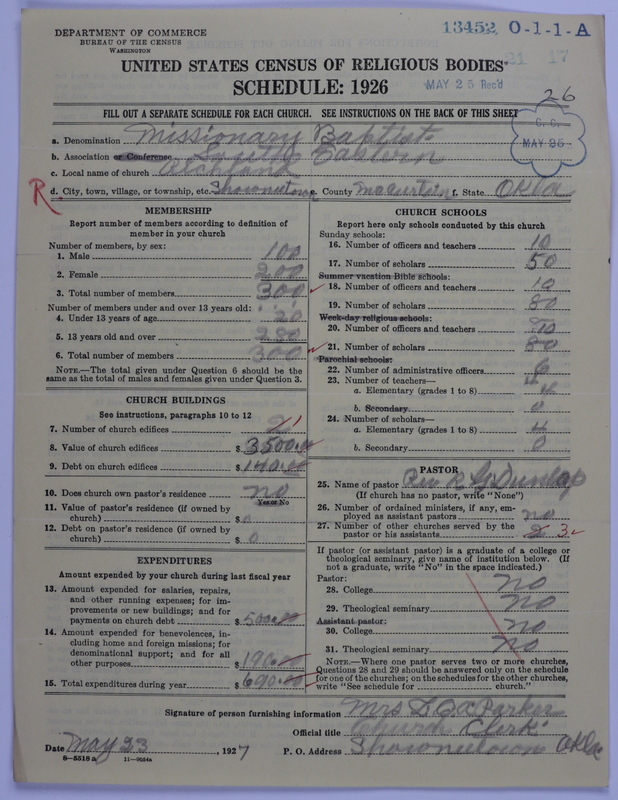 DEPARTMENT OF COMMERCE
BUREAU OF THE CENSUS
WASHINGTON
13452 0-1-1-A
MAY 25 Rec'd
UNITED STATES CENSUS OF RELIGIOUS BODIES
SCHEDULE: 1926
26
FILL OUT A SEPARATE SCHEDULE FOR EACH CHURCH. SEE INSTRUCTIONS ON THE BACK OF THIS SHEET
MAY 25
a. Denomination Missionary Baptist
b. Association or Conference South Eastern
c. Local name of church
R d. City, town, village, or township, etc. Shawneetown e. County McCurtain f. State Okla
MEMBERSHIP
Report number of members according to definition of member in your church
Number of members, by sex:
1. Male 100
2. Female 200
3. Total number of members 300
Number of members under and over 13 years old:
4. Under 13 years of age 20
5. 13 years old and over 280
6. Total number of members 300
NOTE.—The total given under Question 6 should be the same as the total of males and females given under Question 3.
CHURCH BUILDINGS
See instructions, paragraphs 10 to 12
7. Number of church edifices 1
8. Value of church edifices $ 3500.00
9. Debt on church edifices $ 140.00
10. Does church own pastor's residence no
Yes or No
11. Value of pastor's residence (if owned by church) $ 0
12. Debt on pastor's residence (if owned by church) $ 0
EXPENDITURES
Amount expended by your church during last fiscal year
13. Amount expended for salaries, repairs, and other running expenses; for improvements or new buildings; and for payments on church debt $ 500.00
14. Amount expended for benevolences, including home and foreign missions; for denominational support; and for all other purposes $ 190.00
15. Total expenditures during year $ 690.00
CHURCH SCHOOLS
Report here only schools conducted by this church
Sunday schools:
16. Number of officers and teachers 10
17. Number of scholars 50
Summer vacation Bible schools:
18. Number of officers and teachers 10
19. Number of scholars 80
Week-day religious schools:
20. Number of officers and teachers 10
21. Number of scholars 80
Parochial schools:
22. Number of administrative officers 6
23. Number of teachers—
a. Elementary (grades 1 to 8) 4
b. Secondary 0
24. Number of scholars—
a. Elementary (grades 1 to 8) 4
b. Secondary 0
PASTOR
25. Name of pastor Rev R G Dunlap
(If church has no pastor, write "None")
26. Number of ordained ministers, if any, employed as assistant pastors no
27. Number of other churches served by the pastor or his assistants 2 3
If pastor (or assistant pastor) is a graduate of a college or theological seminary, give name of institution below. (If not a graduate, write "No" in the space indicated.)
Pastor:
28. College No
29. Theological seminary No
Assistant pastor:
30. College No
31. Theological seminary No
NOTE.—Where one pastor serves two or more churches, Questions 28 and 29 should be answered only on the schedule for one of the churches; on the schedules for the other churches, write "See schedule for church."
Signature of person furnishing information Mrs Parker
Official title Church Clerk
Date May 23, 1927 P. O. Address Shawneetown Okla
8-5518a 11-9034a